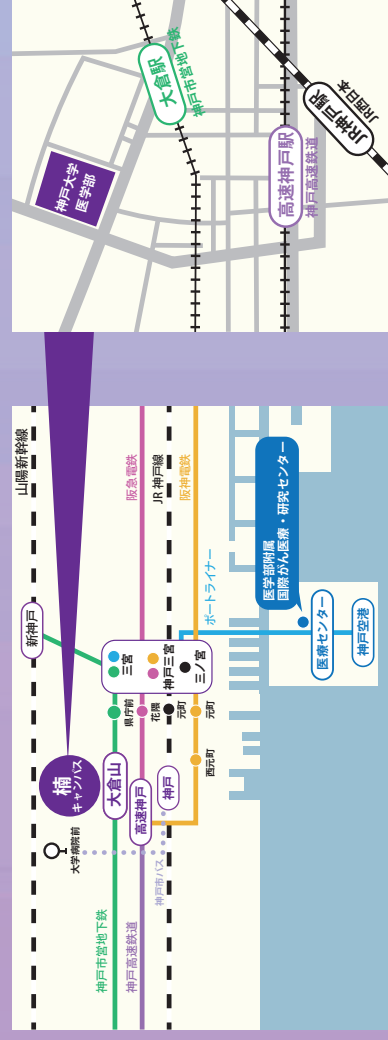 大倉駅
神戸市営地下鉄
JR神戸駅
JR西日本
高速神戸駅
神戸高速鉄道
神戸大学
医学部
山陽新幹線
阪急電鉄
JR 神戸線
阪神電鉄
新神戸
三宮
神戸三宮
三ノ宮
県庁前
花隈
元町
元町
西元町
ポートライナー
医学部附属
国際がん医療・研究センター
医療センター
神戸空港
楠
キャンパス
大倉山
高速神戸
神戸
大学病院前
神戸市バス
神戸市営地下鉄
神戸高速鉄道